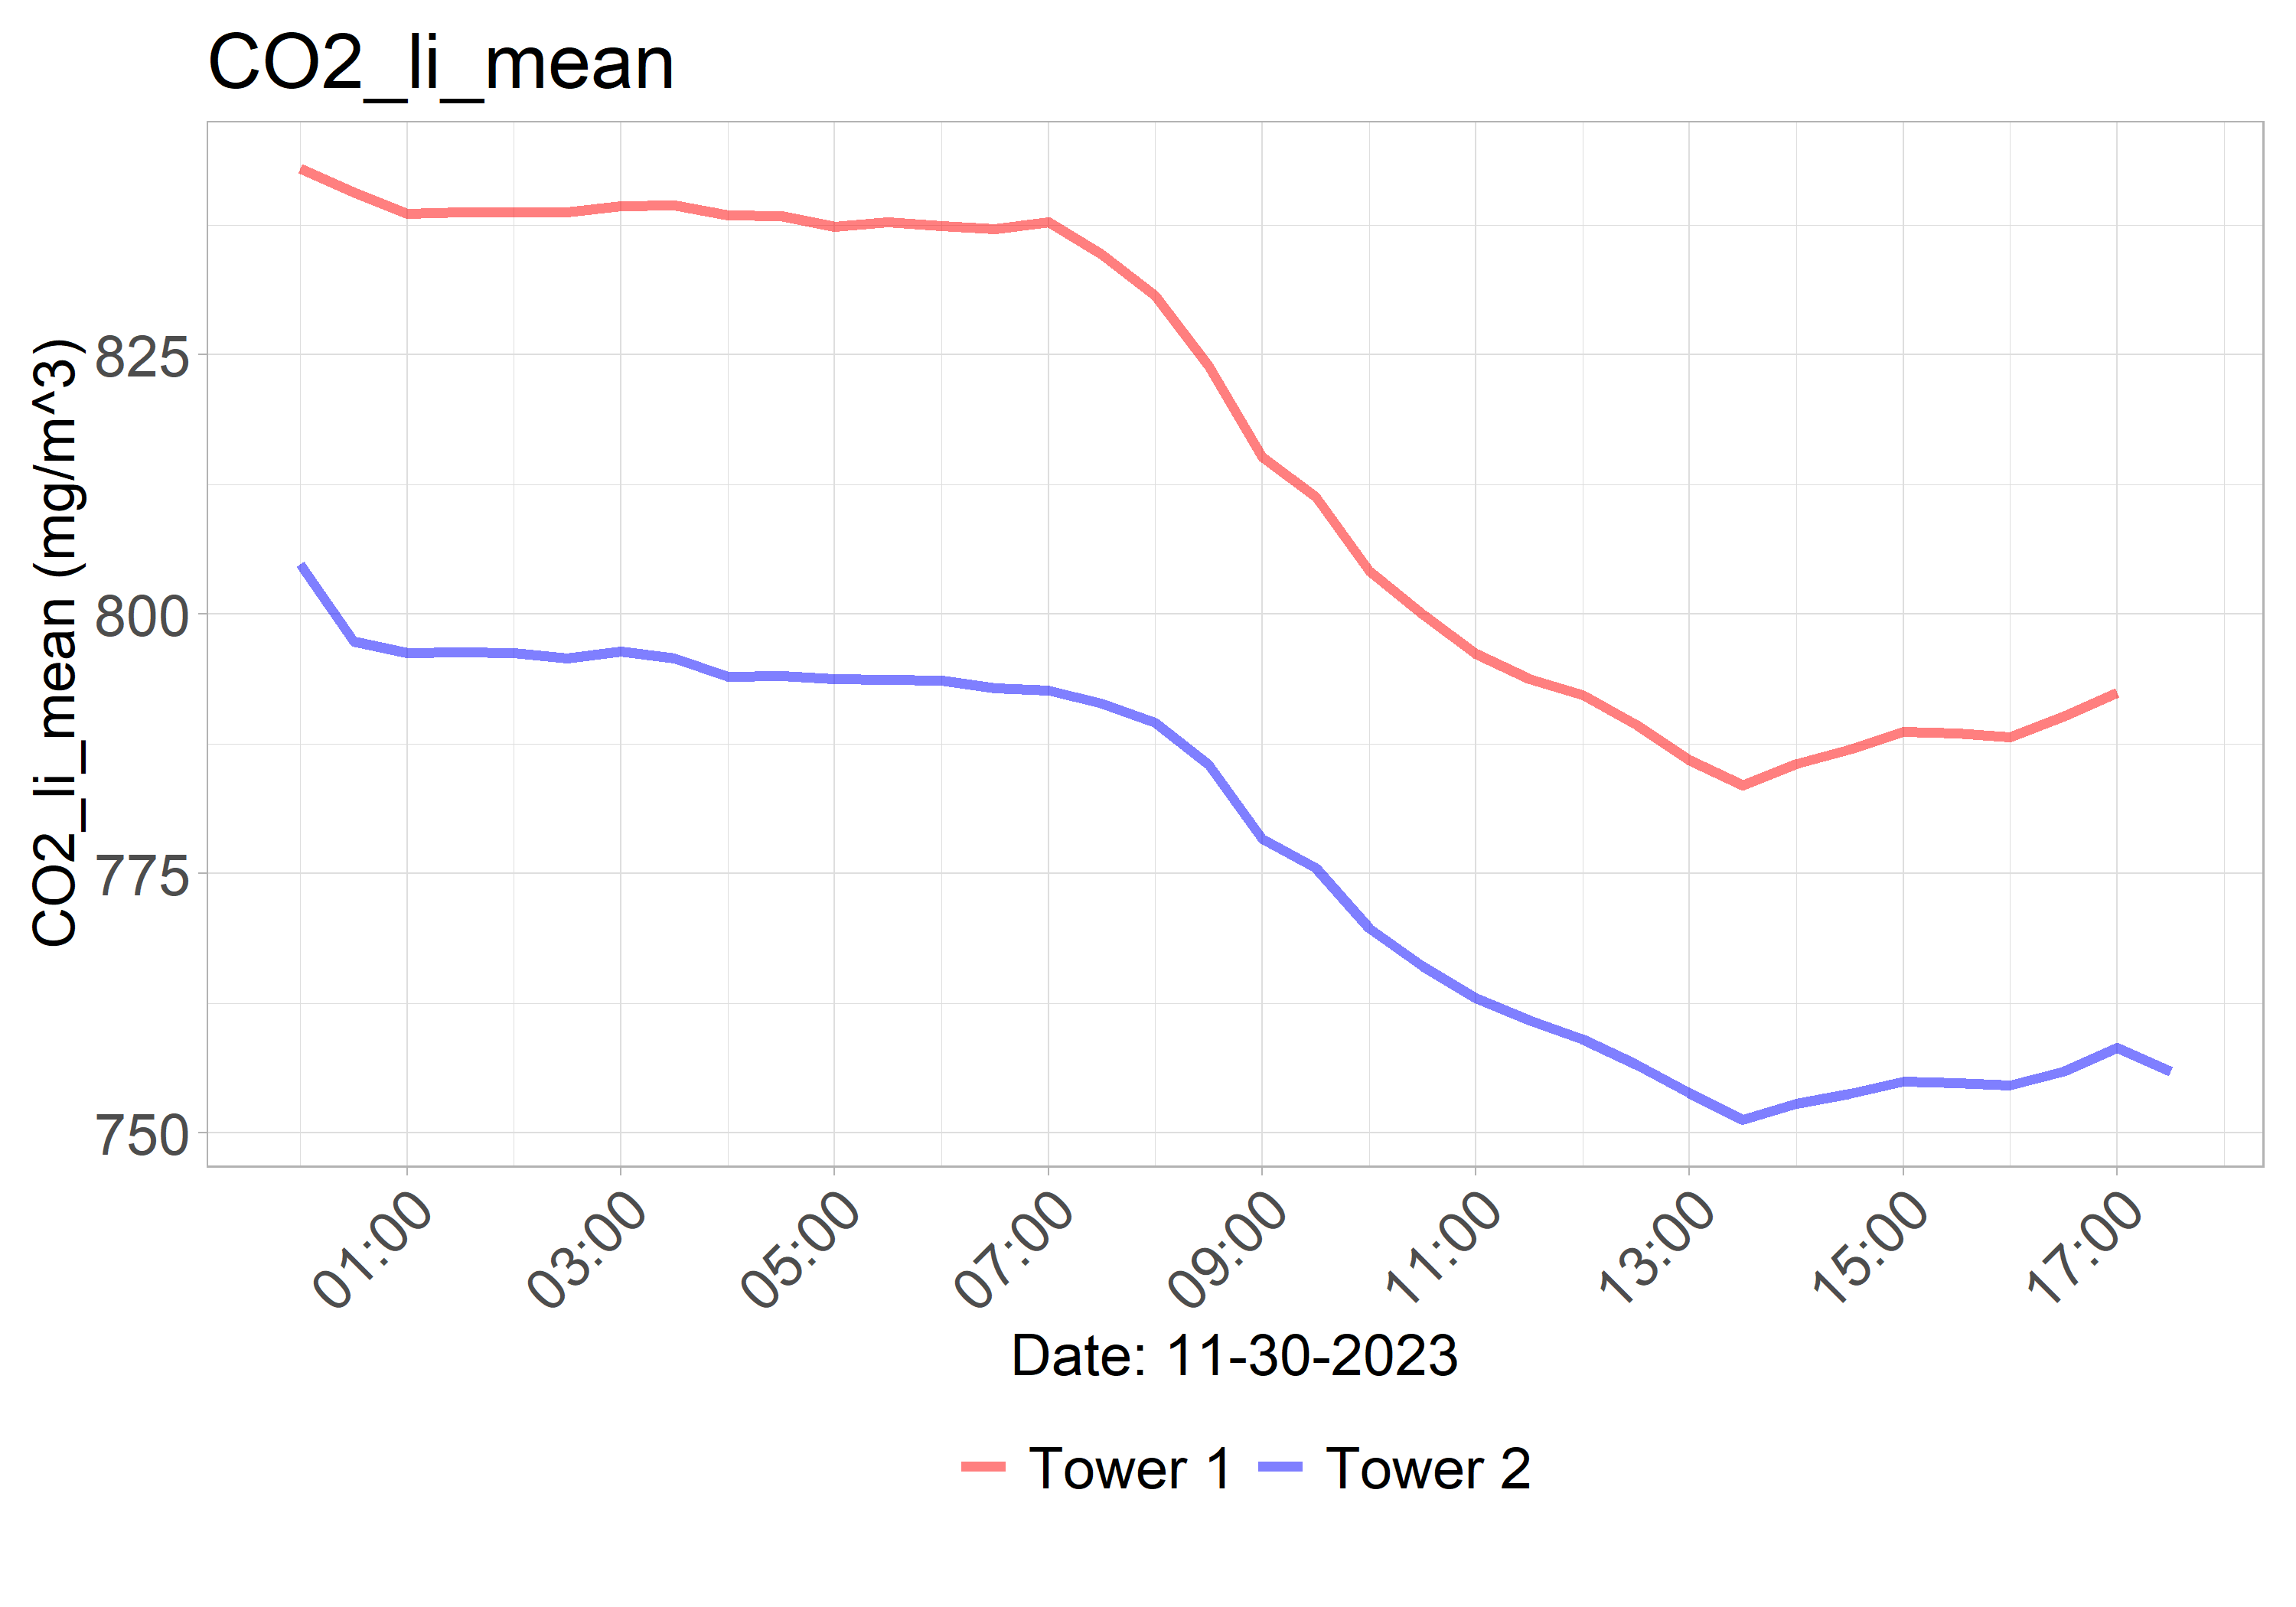 CO2_li_mean
CO2_li_mean (mg/m^3)
825
800
775
750
01:00
03:00
05:00
07:00
09:00
11:00
13:00
15:00
17:00
Date: 11-30-2023
Tower 1
Tower 2